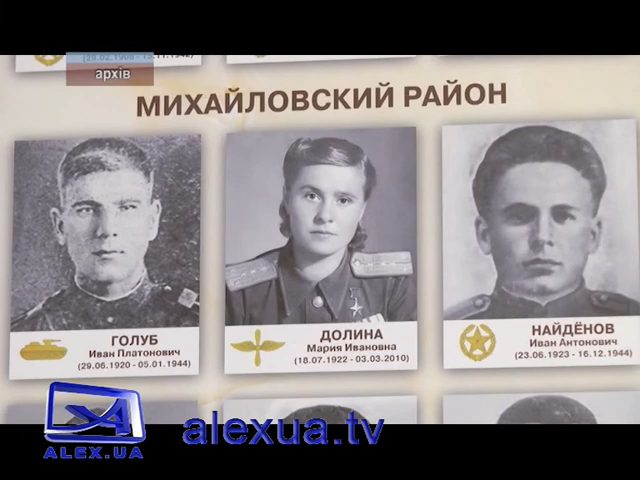 архів
МИХАЙЛОВСКИЙ РАЙОН
ГОЛУБ
Иван Платонович
(29.06.1920 - 05.01.1944)
ДОЛИНА
Мария Ивановна
(18.07.1922 - 03.03.2010)
НАЙДЁНОВ
Иван Антонович
(23.06.1923 - 16.12.1944)
ALEX.UA
alexua.tv